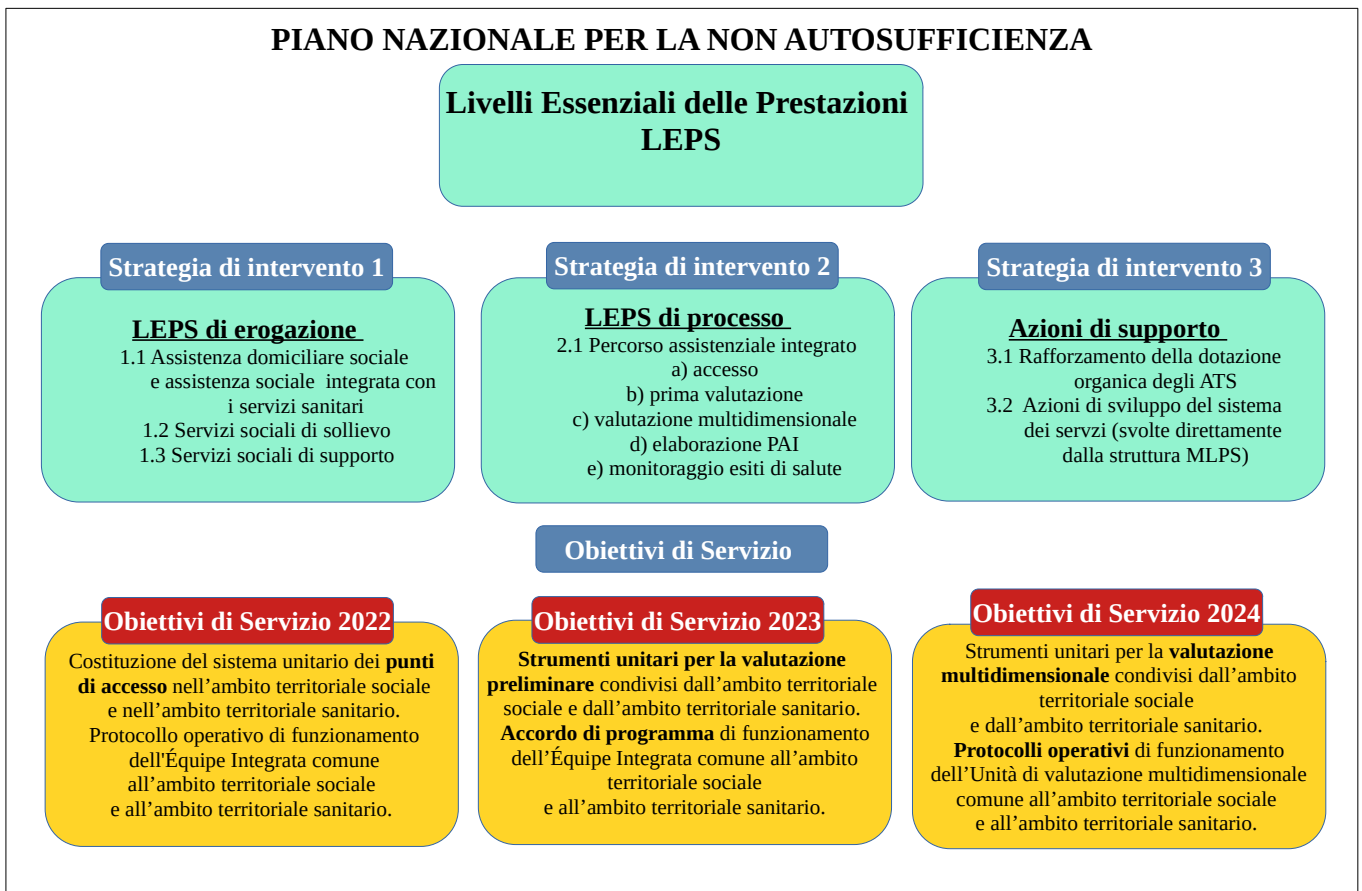 PIANO NAZIONALE PER LA NON AUTOSUFFICIENZA
Livelli Essenziali delle Prestazioni
LEPS
Strategia di intervento 1
LEPS di erogazione
1.1 Assistenza domiciliare sociale
e assistenza sociale integrata con
i servizi sanitari
1.2 Servizi sociali di sollievo
1.3 Servizi sociali di supporto
Strategia di intervento 2
LEPS di processo
2.1 Percorso assistenziale integrato
a) accesso
b) prima valutazione
c) valutazione multidimensionale
d) elaborazione PAI
e) monitoraggio esiti di salute
Strategia di intervento 3
Azioni di supporto
3.1 Rafforzamento della dotazione
organica degli ATS
3.2 Azioni di sviluppo del sistema
dei servzi (svolte direttamente
dalla struttura MLPS)
Obiettivi di Servizio
Obiettivi di Servizio 2022
Costituzione del sistema unitario dei punti
di accesso nell’ambito territoriale sociale
e nell’ambito territoriale sanitario.
Protocollo operativo di funzionamento
dell'Équipe Integrata comune
all’ambito territoriale sociale
e all’ambito territoriale sanitario.
Obiettivi di Servizio 2023
Strumenti unitari per la valutazione
preliminare condivisi dall’ambito territoriale
sociale e dall’ambito territoriale sanitario.
Accordo di programma di funzionamento
dell’Équipe Integrata comune all’ambito
territoriale sociale
e all’ambito territoriale sanitario.
Obiettivi di Servizio 2024
Strumenti unitari per la valutazione
multidimensionale condivisi dall’ambito
territoriale sociale
e dall’ambito territoriale sanitario.
Protocolli operativi di funzionamento
dell’Unità di valutazione multidimensionale
comune all’ambito territoriale sociale
e all’ambito territoriale sanitario.